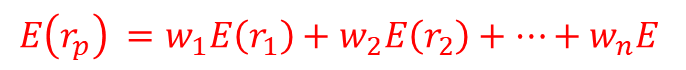 E(r_p) = w_1E(r_1) + w_2E(r_2) + ⋯ + w_nE